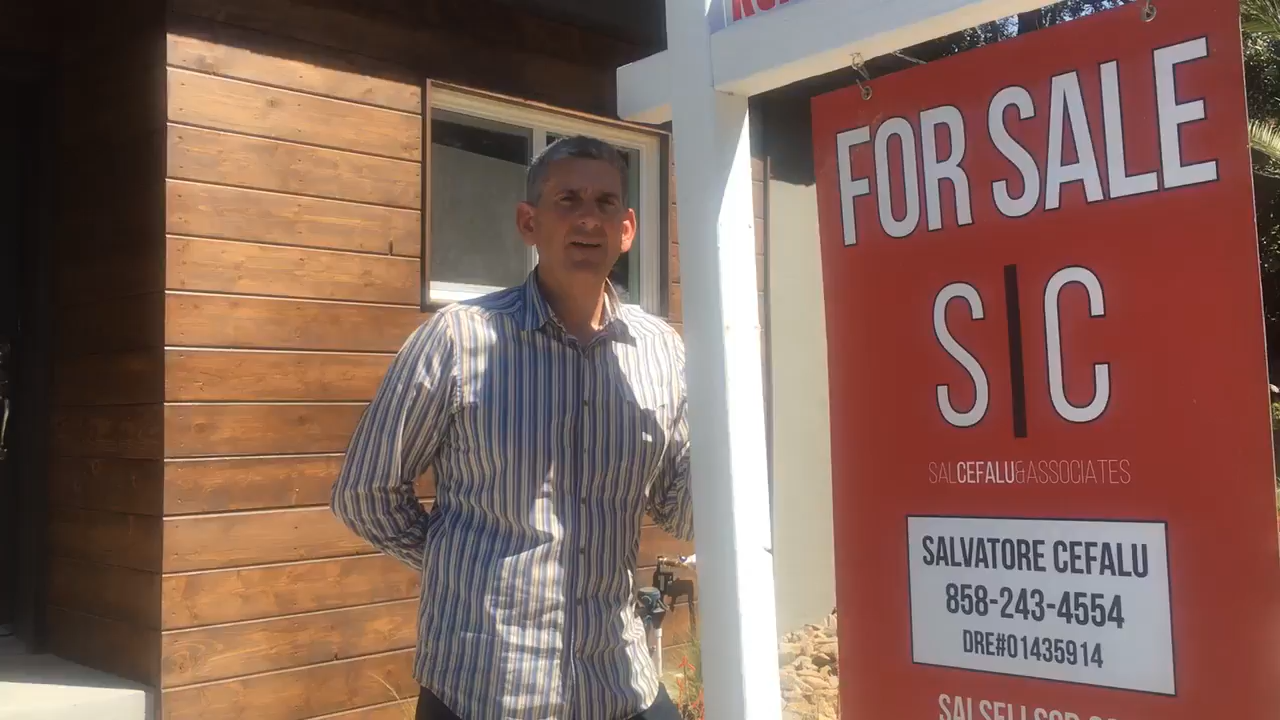 FOR SALE
S|C
SALCEFALU&ASSOCIATES
SALVATORE CEFALU
858-243-4554
DRE#01435914